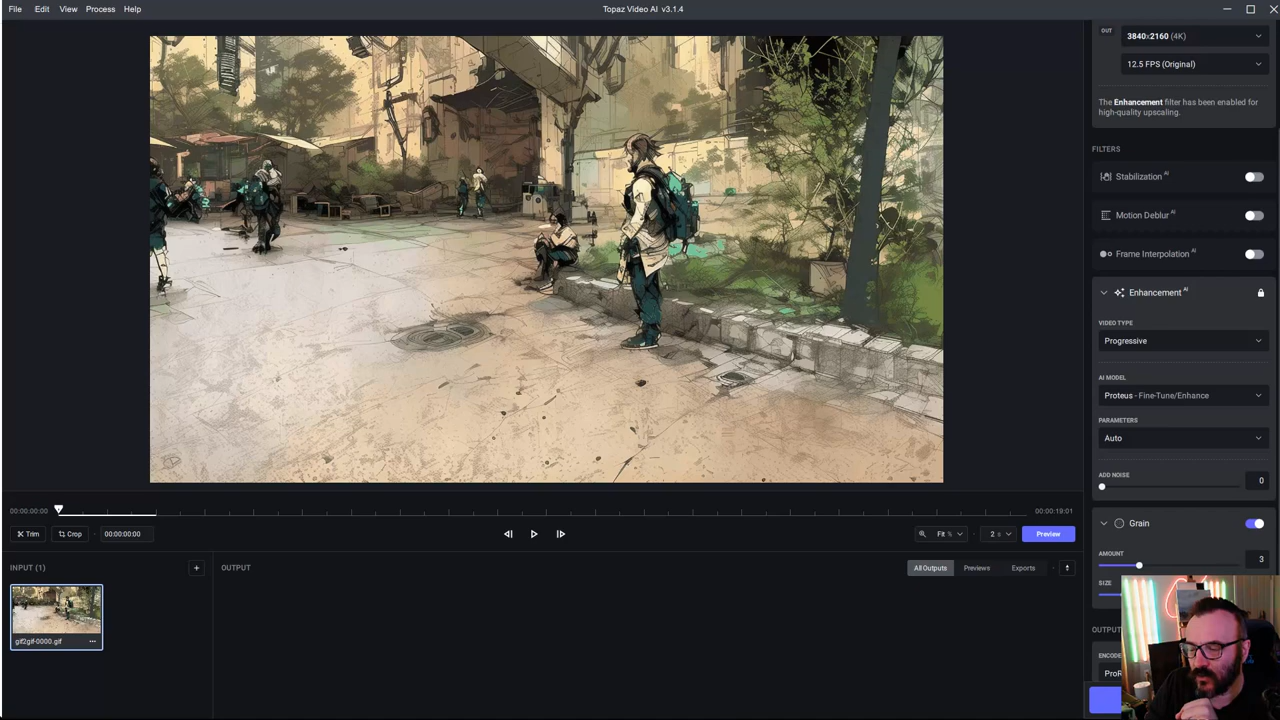 File Edit View Process Help
Topaz Video AI v3.1.4
OUT
3840x2160 (4K)
12.5 FPS (Original)
The Enhancement filter has been enabled for
high-quality upscaling.
FILTERS
Stabilization AI
Motion Deblur AI
Frame Interpolation AI
Enhancement AI
VIDEO TYPE
Progressive
AI MODEL
Proteus - Fine-Tune/Enhance
PARAMETERS
Auto
ADD NOISE
0
Grain
AMOUNT
3
SIZE
OUTPUT
ENCODE
ProR
00:00:00:00
00:00:19:01
Trim
Crop
00:00:00:00
Fit %
2 s
Preview
INPUT (1)
+
OUTPUT
All Outputs
Previews
Exports
gif2gif-0000.gif